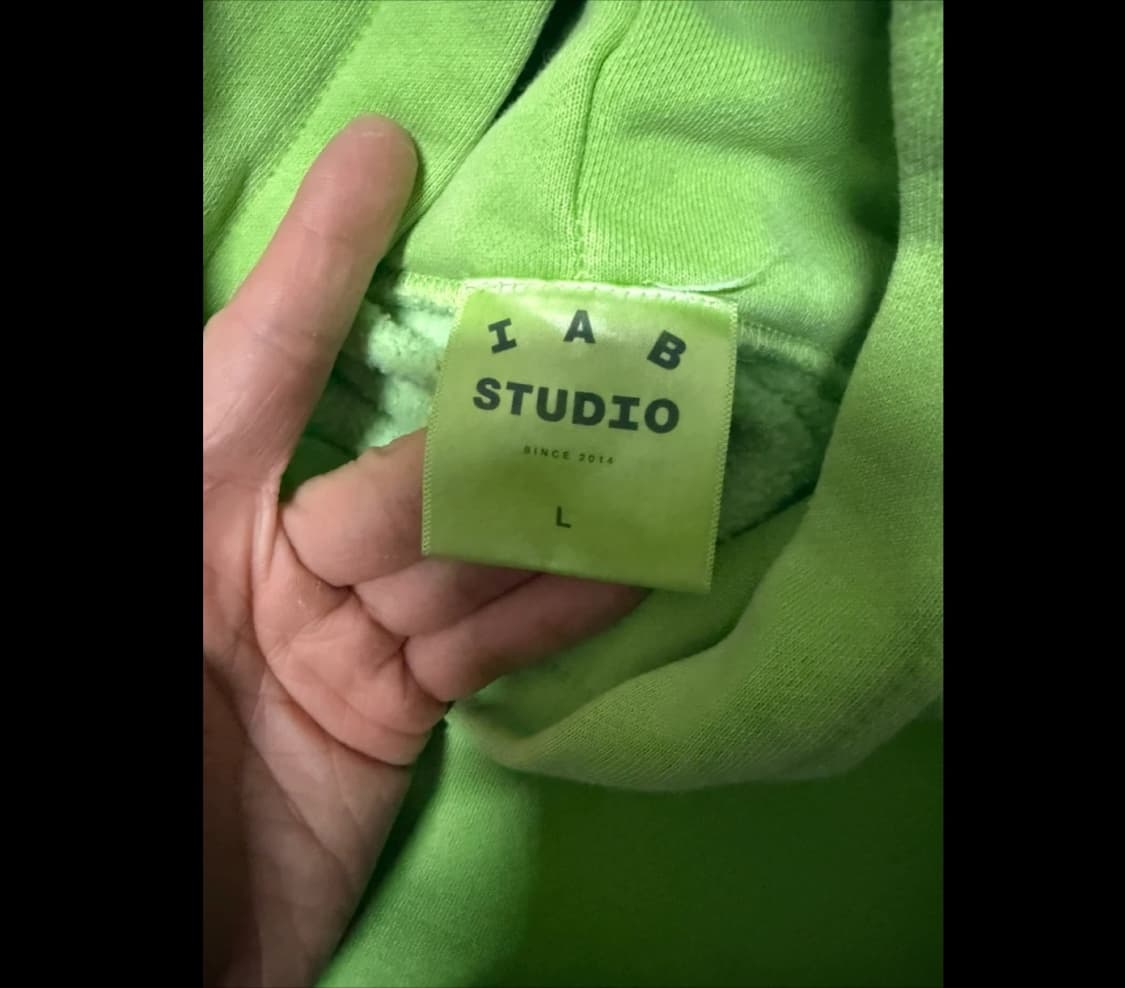 I A B
STUDIO
SINCE 2014
L